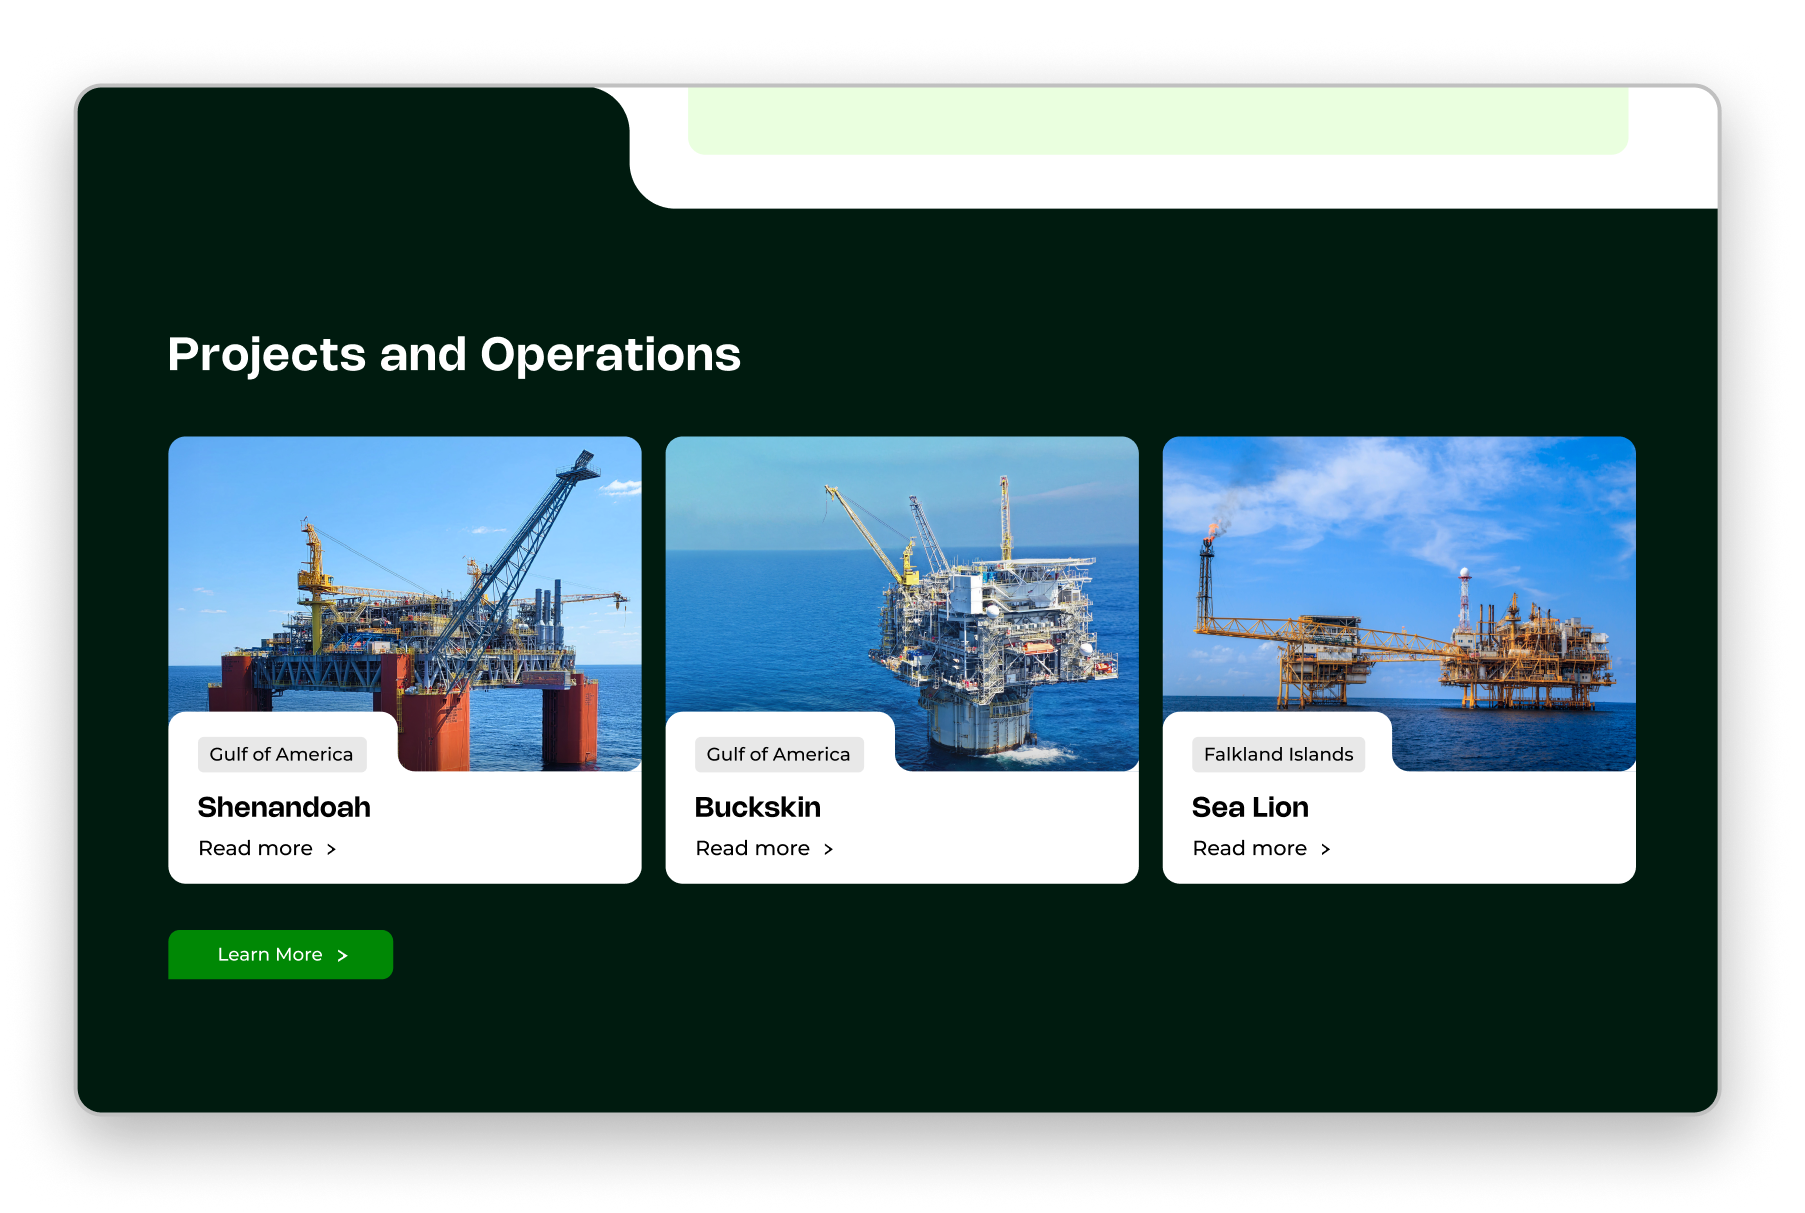 Projects and Operations
Gulf of America
Shenandoah
Read more >
Gulf of America
Buckskin
Read more >
Falkland Islands
Sea Lion
Read more >
Learn More >